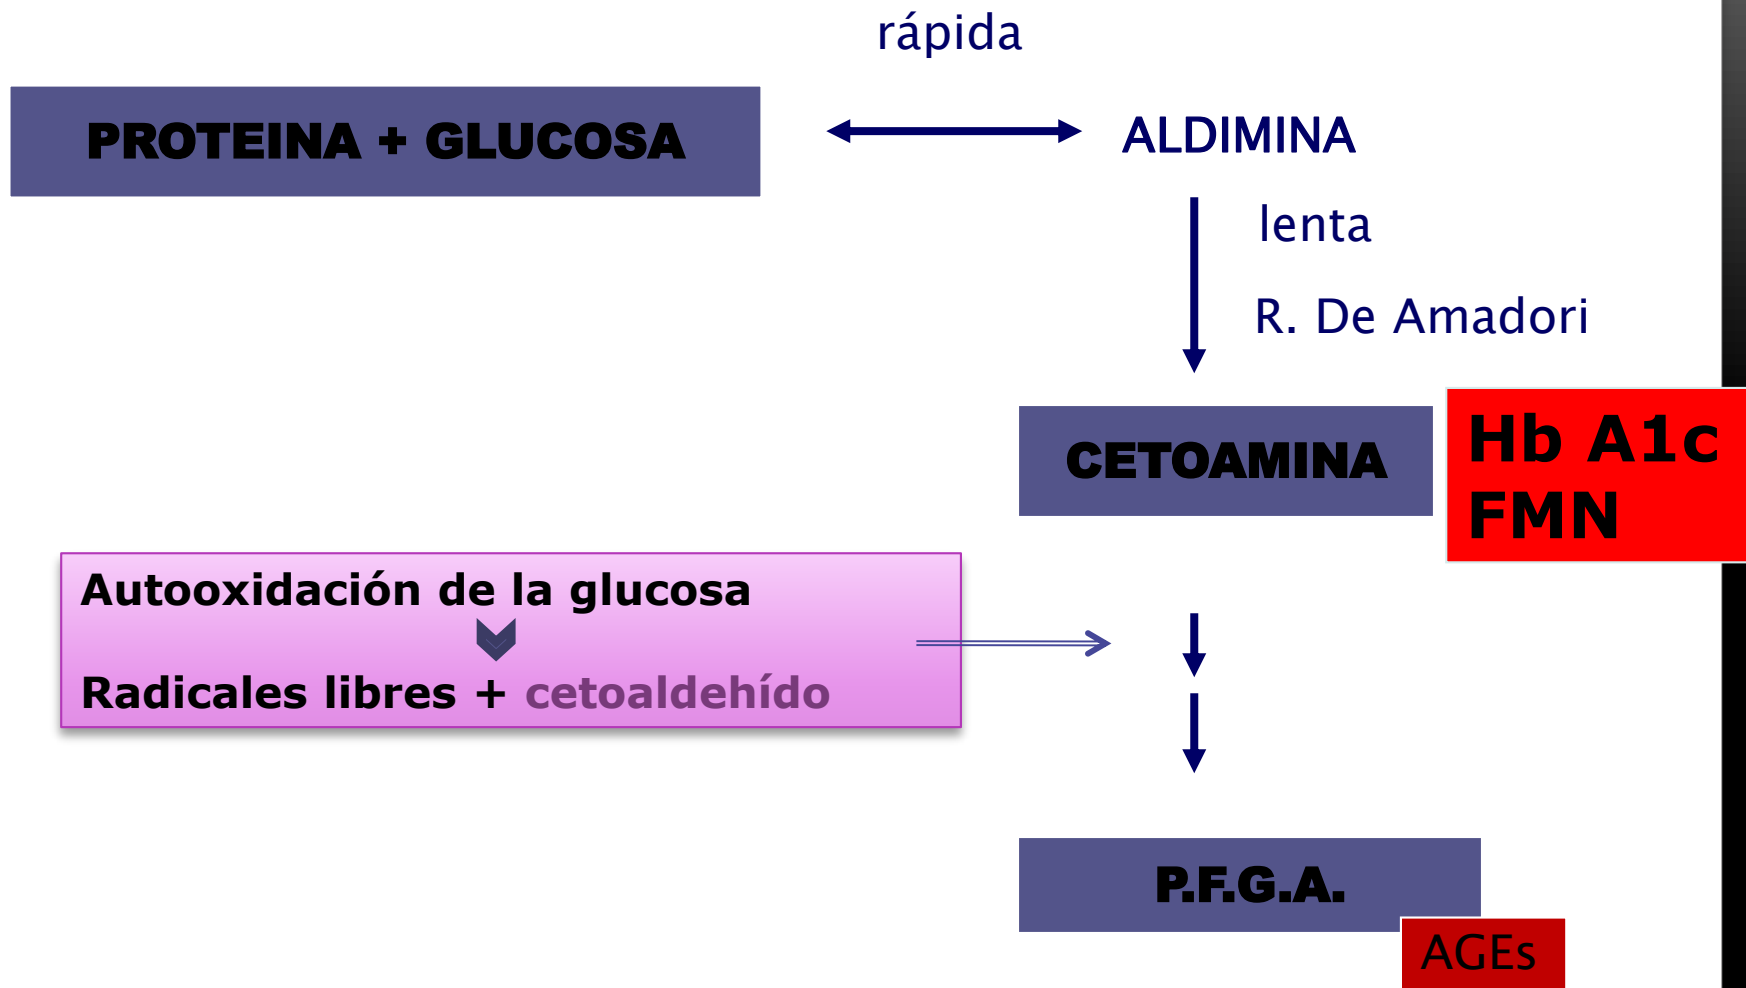 rápida
PROTEINA + GLUCOSA
ALDIMINA
lenta
R. De Amadori
CETOAMINA
Hb A1c
FMN
Autooxidación de la glucosa
Radicales libres + cetoaldehído
P.F.G.A.
AGEs